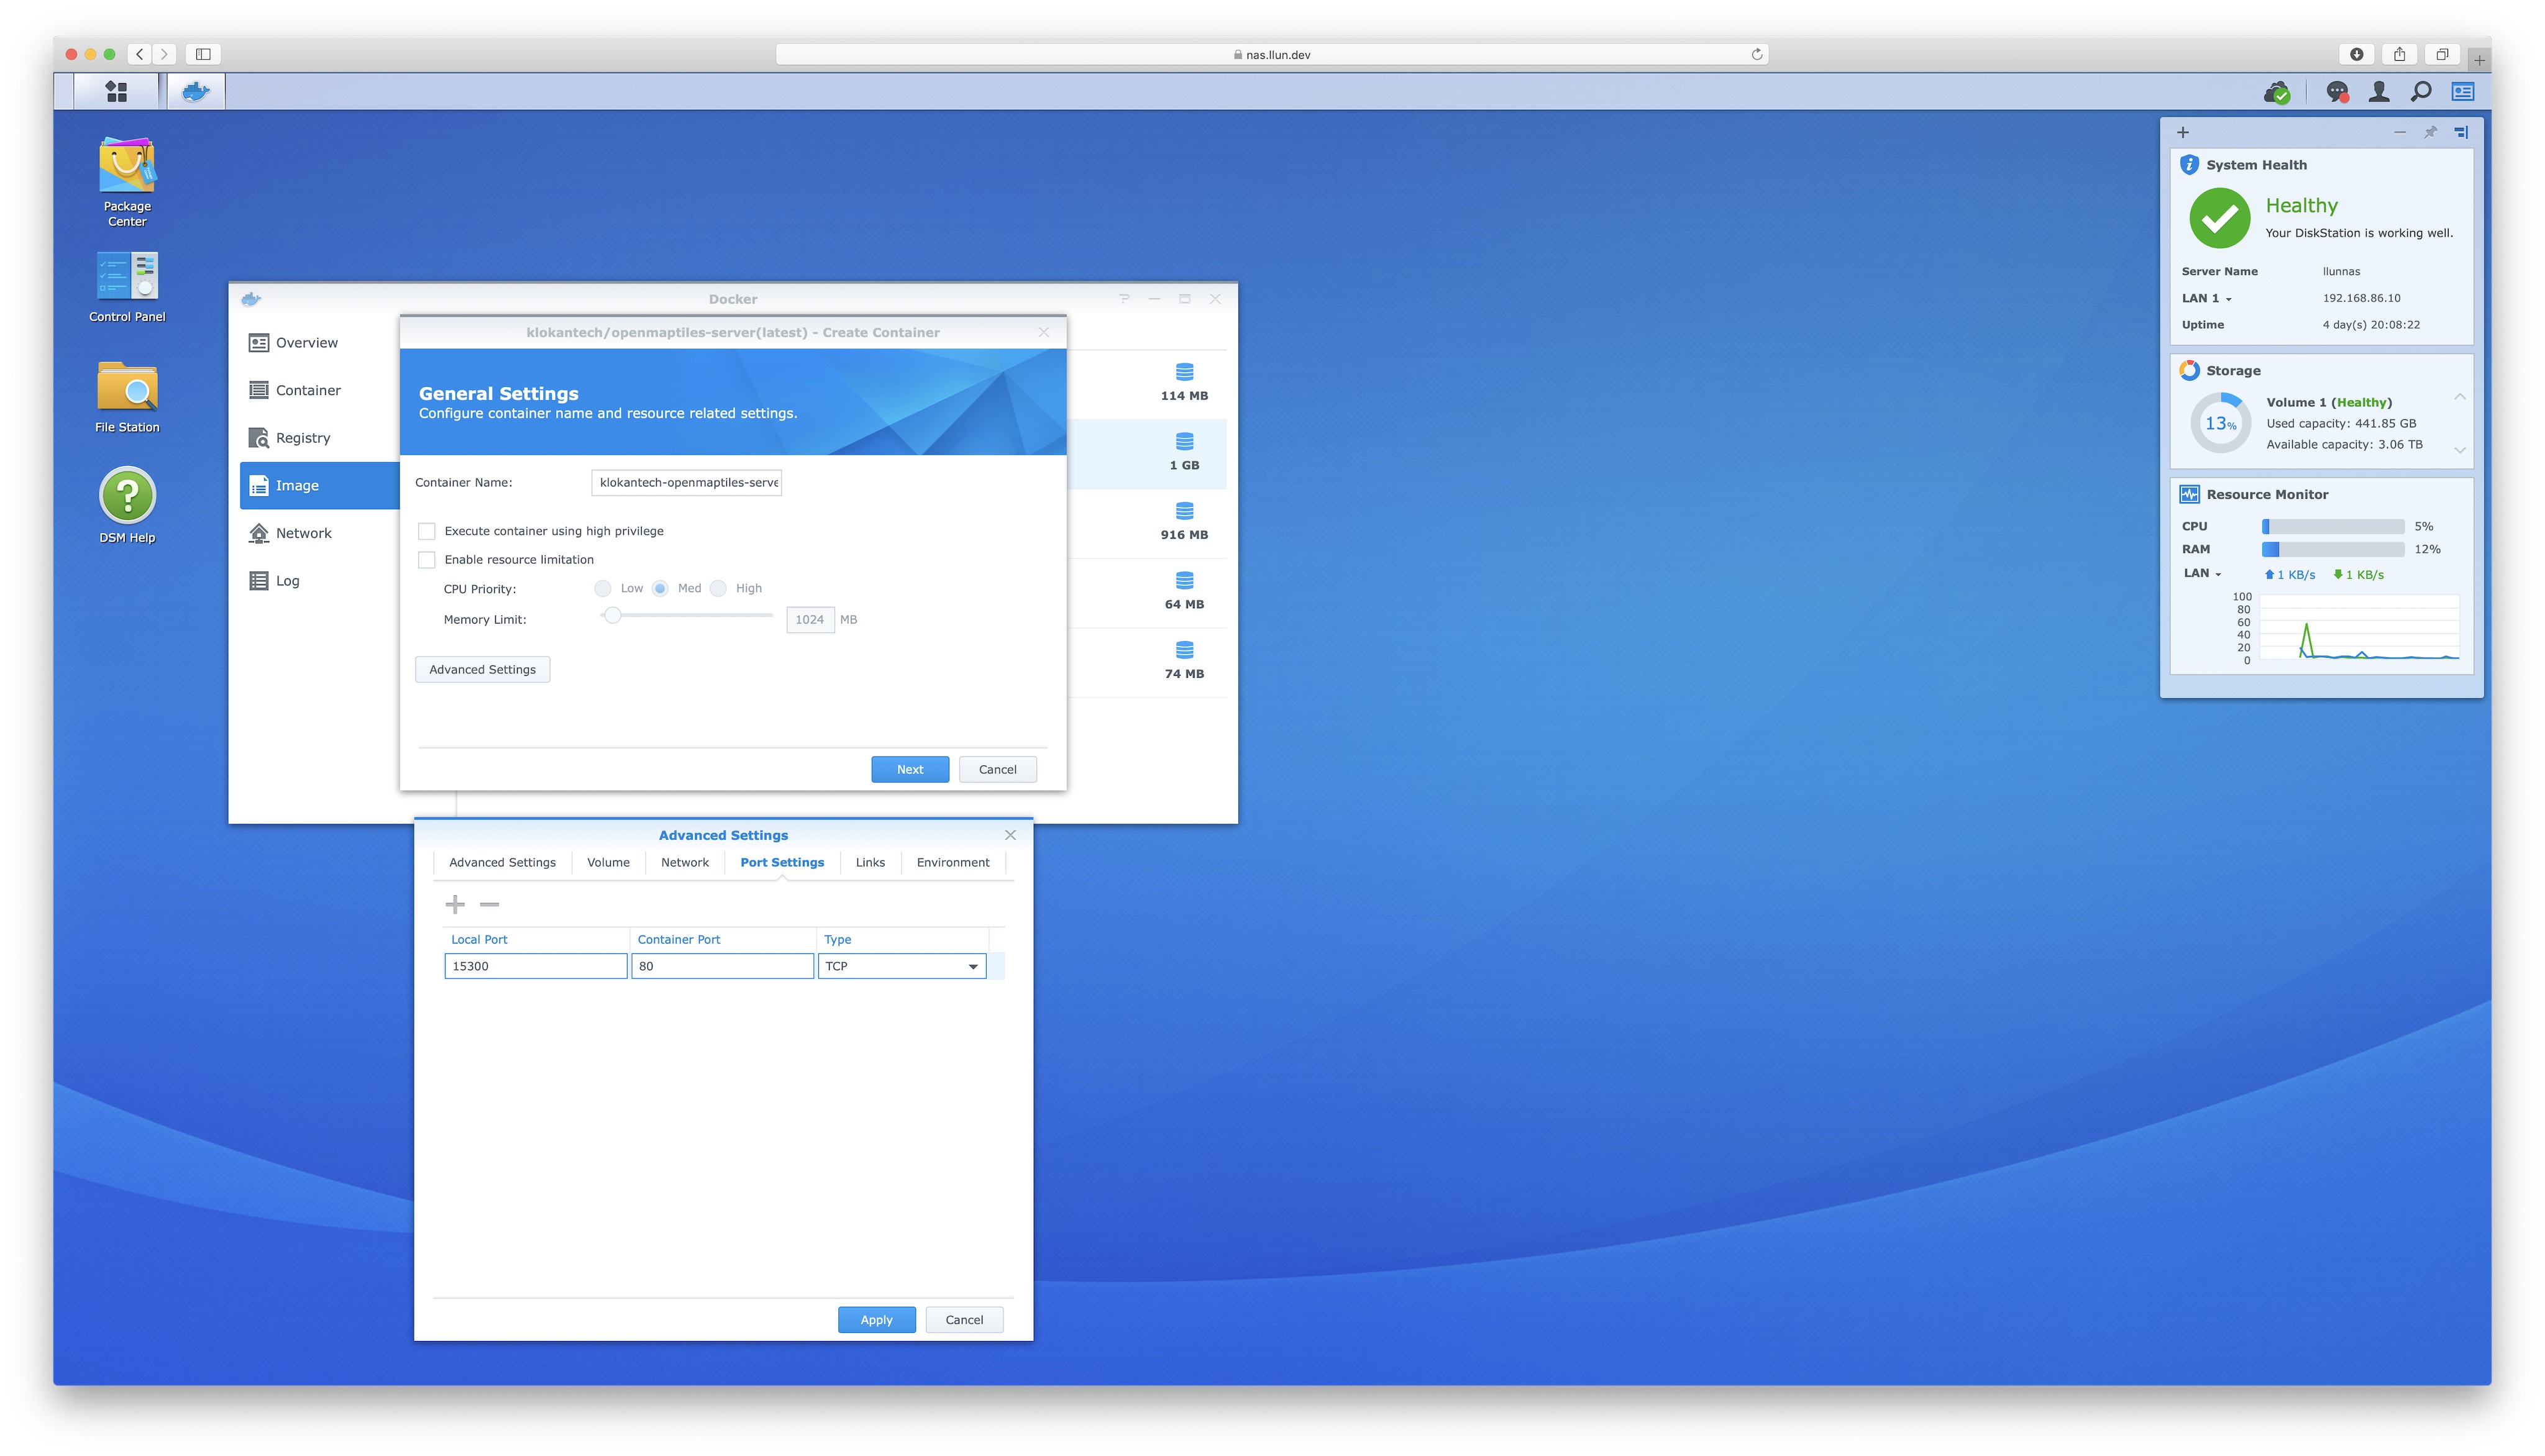 nas.llun.dev
Package
Center
Control Panel
File Station
DSM Help
Docker
Overview
Container
Registry
Image
Network
Log
114 MB
1 GB
916 MB
64 MB
74 MB
klokantech/openmaptiles-server(latest) - Create Container
General Settings
Configure container name and resource related settings.
Container Name:
klokantech-openmaptiles-serve
Execute container using high privilege
Enable resource limitation
CPU Priority:
Low
Med
High
Memory Limit:
1024
MB
Advanced Settings
Next
Cancel
Advanced Settings
Advanced Settings
Volume
Network
Port Settings
Links
Environment
Local Port
Container Port
Type
15300
80
TCP
Apply
Cancel
System Health
Healthy
Your DiskStation is working well.
Server Name
llunnas
LAN 1
192.168.86.10
Uptime
4 day(s) 20:08:22
Storage
13%
Volume 1 (Healthy)
Used capacity: 441.85 GB
Available capacity: 3.06 TB
Resource Monitor
CPU
5%
RAM
12%
LAN
1 KB/s
1 KB/s
100
80
60
40
20
0